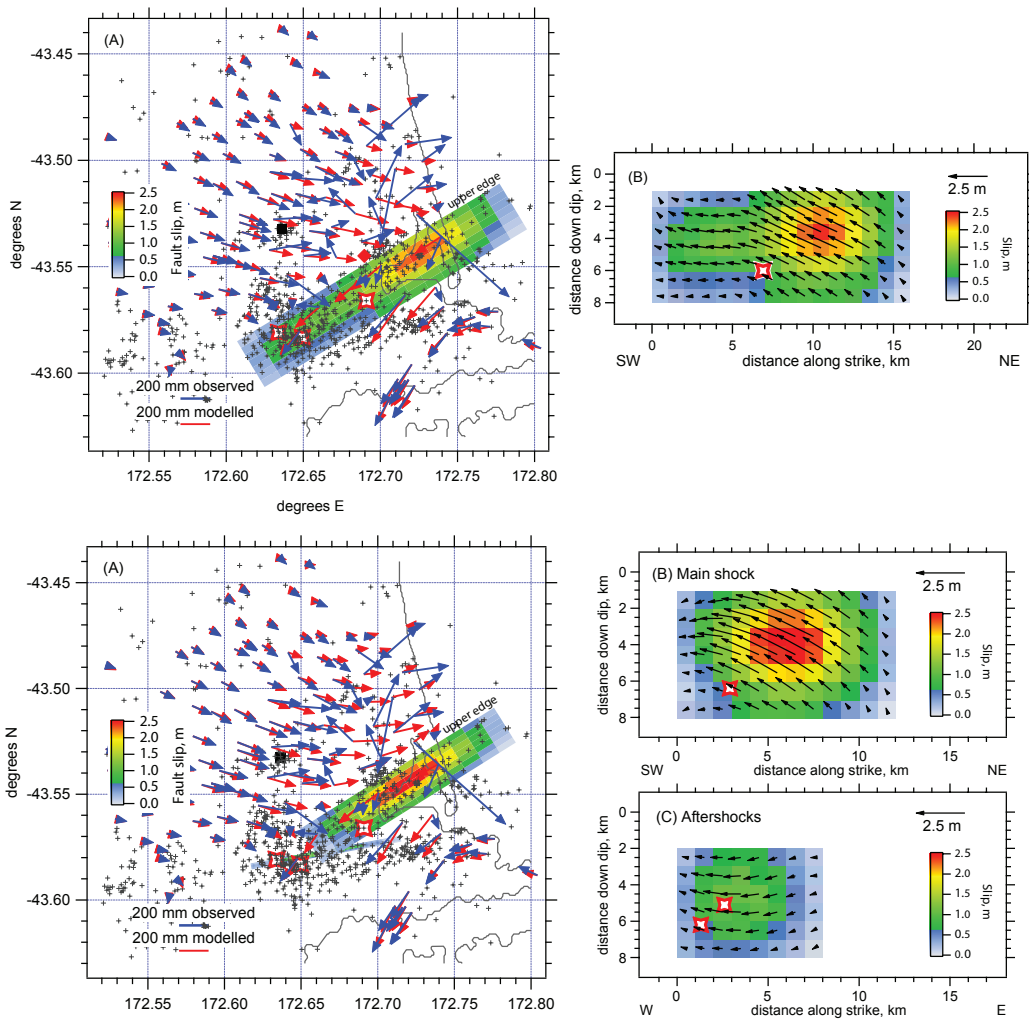 (A)
-43.45
-43.50
-43.55
-43.60
degrees N
2.5
2.0
1.5
1.0
0.5
0.0
Fault slip, m
upper edge
200 mm observed
200 mm modelled
172.55
172.60
172.65
172.70
172.75
172.80
degrees E
(B)
2.5 m
0
2
4
6
8
distance down dip, km
2.5
2.0
1.5
1.0
0.5
0.0
Slip, m
0
5
10
15
20
SW
distance along strike, km
NE
(A)
-43.45
-43.50
-43.55
-43.60
degrees N
2.5
2.0
1.5
1.0
0.5
0.0
Fault slip, m
upper edge
200 mm observed
200 mm modelled
172.55
172.60
172.65
172.70
172.75
172.80
(B) Main shock
2.5 m
0
2
4
6
8
distance down dip, km
2.5
2.0
1.5
1.0
0.5
0.0
Slip, m
0
5
10
15
SW
distance along strike, km
NE
(C) Aftershocks
2.5 m
2
4
6
8
distance down dip, km
2.5
2.0
1.5
1.0
0.5
0.0
Slip, m
0
5
10
15
W
distance along strike, km
E